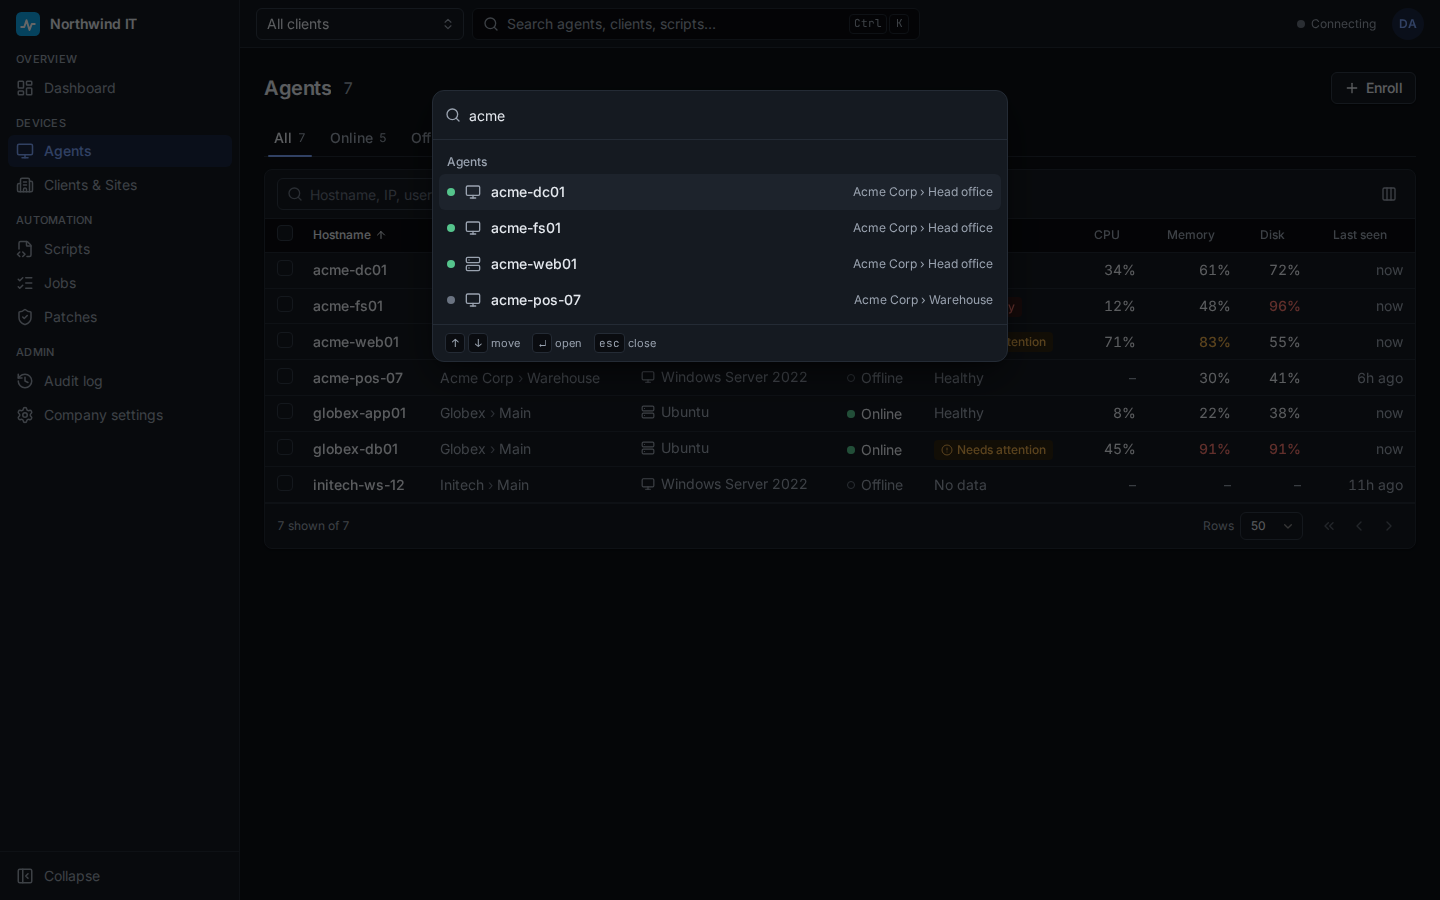 Northwind IT
All clients
Search agents, clients, scripts...
Ctrl K
Connecting
DA
OVERVIEW
Dashboard
DEVICES
Agents
Clients & Sites
AUTOMATION
Scripts
Jobs
Patches
ADMIN
Audit log
Company settings
Collapse
Agents 7
Enroll
All 7
Online 5
Off
Hostname, IP, user
acme
Agents
acme-dc01 Acme Corp › Head office
acme-fs01 Acme Corp › Head office
acme-web01 Acme Corp › Head office
acme-pos-07 Acme Corp › Warehouse
↑ ↓ move ↵ open esc close
Hostname ↑ CPU Memory Disk Last seen
acme-dc01 34% 61% 72% now
acme-fs01 y 12% 48% 96% now
acme-web01 tention 71% 83% 55% now
acme-pos-07 Acme Corp › Warehouse Windows Server 2022 Offline Healthy – 30% 41% 6h ago
globex-app01 Globex › Main Ubuntu Online Healthy 8% 22% 38% now
globex-db01 Globex › Main Ubuntu Online Needs attention 45% 91% 91% now
initech-ws-12 Initech › Main Windows Server 2022 Offline No data – – – 11h ago
7 shown of 7
Rows 50